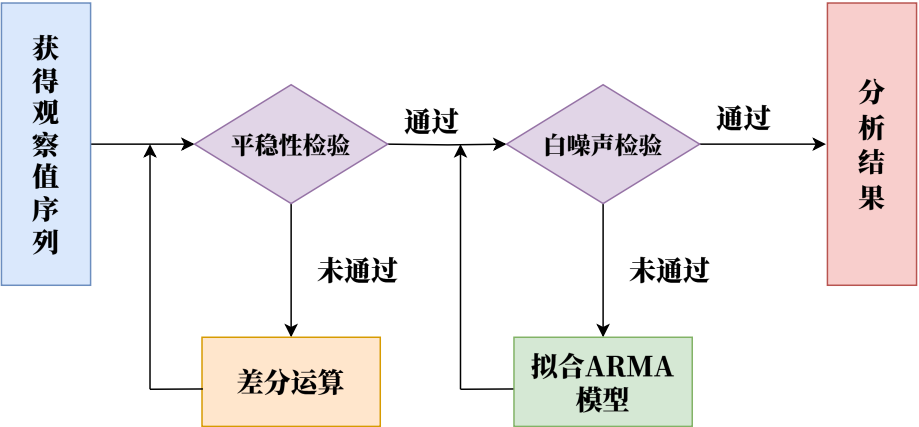 获得观察值序列
平稳性检验
通过
白噪声检验
通过
分析结果
未通过
未通过
差分运算
拟合ARMA
模型